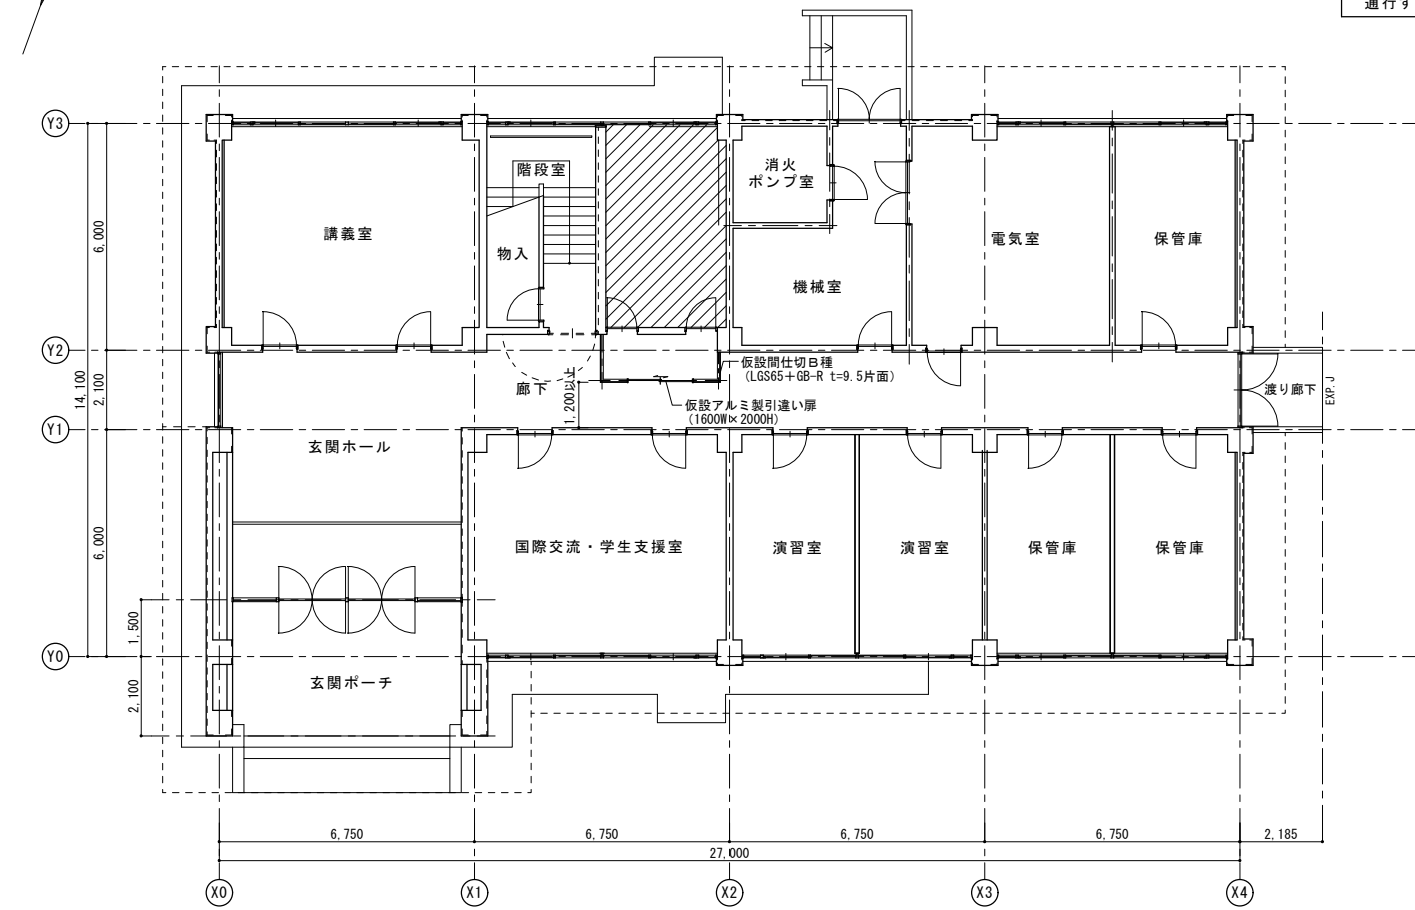 通行す
Y3
階段室
消火
ポンプ室
講義室
物入
電気室
保管庫
機械室
6,000
Y2
仮設間仕切Ｂ種
(LGS65＋GB-R t=9.5片面)
廊下
1,200以上
仮設アルミ製引違い扉
(1600W×2000H)
渡り廊下
EXP.J
14,100
2,100
Y1
玄関ホール
6,000
国際交流・学生支援室
演習室
演習室
保管庫
保管庫
1,500
Y0
玄関ポーチ
2,100
6,750
6,750
6,750
6,750
2,185
27,000
X0
X1
X2
X3
X4